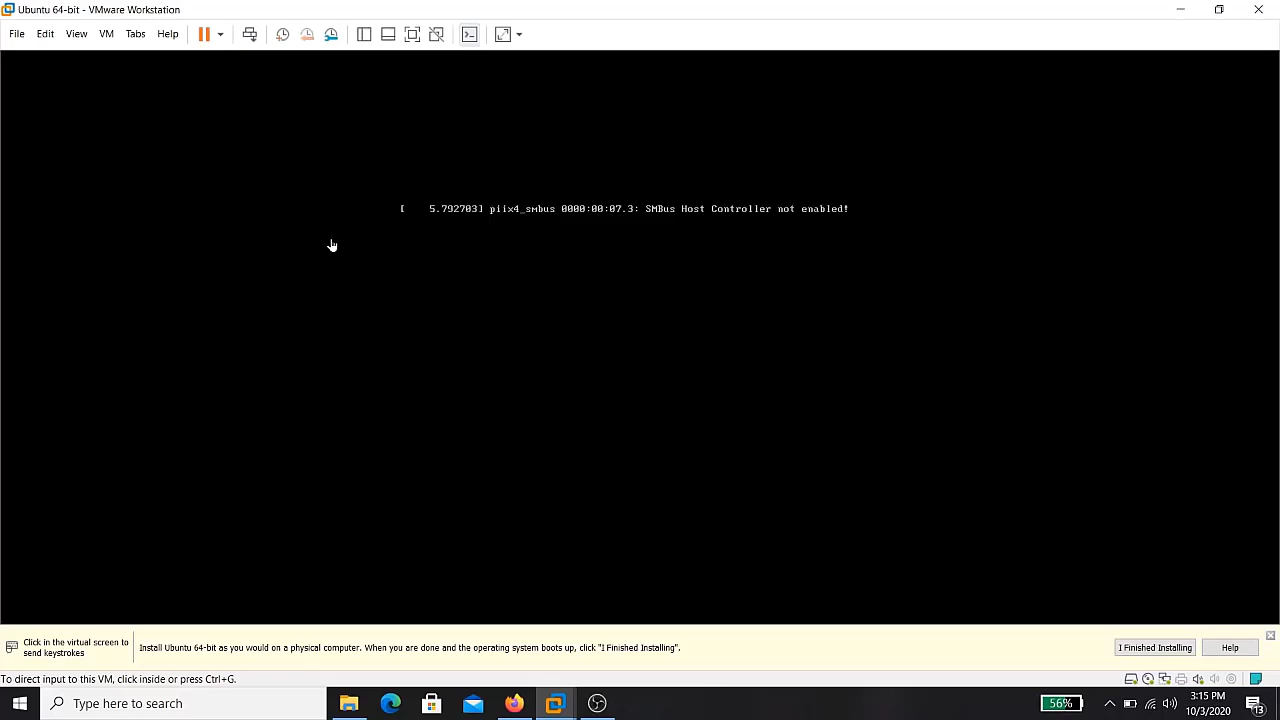 Ubuntu 64-bit - VMware Workstation
File Edit View VM Tabs Help
[    5.792703] piix4_smbus 0000:00:07.3: SMBus Host Controller not enabled!
Click in the virtual screen to
send keystrokes
Install Ubuntu 64-bit as you would on a physical computer. When you are done and the operating system boots up, click "I Finished Installing".
I Finished Installing
Help
To direct input to this VM, click inside or press Ctrl+G.
Type here to search
56%
3:15 PM
10/3/2020
13